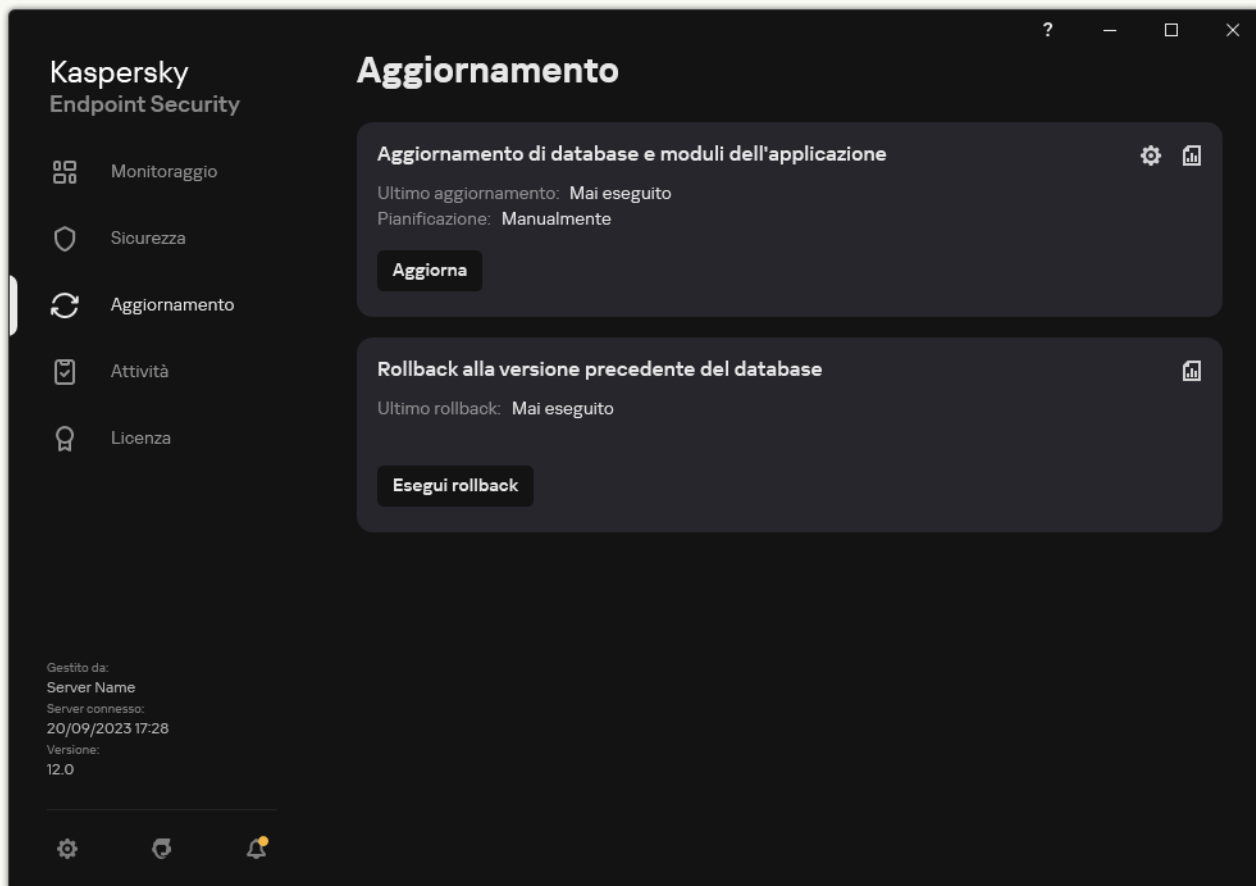 ?
Kaspersky
Endpoint Security
Monitoraggio
Sicurezza
Aggiornamento
Attività
Licenza
Gestito da:
Server Name
Server connesso:
20/09/2023 17:28
Versione:
12.0
Aggiornamento
Aggiornamento di database e moduli dell'applicazione
Ultimo aggiornamento: Mai eseguito
Pianificazione: Manualmente
Aggiorna
Rollback alla versione precedente del database
Ultimo rollback: Mai eseguito
Esegui rollback